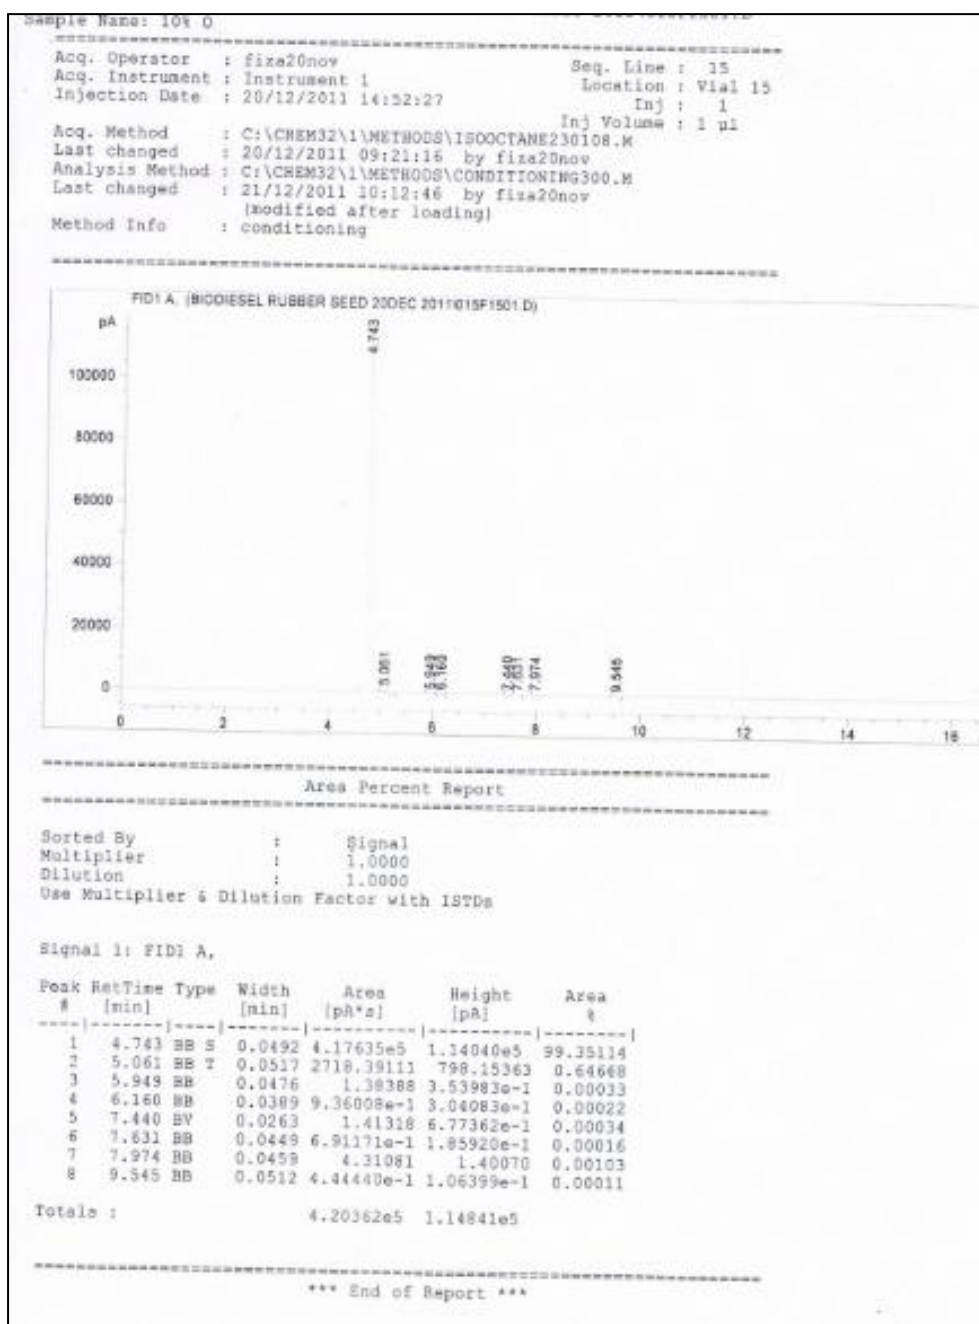 Sample Name: 10% O
==================================================
Acq. Operator : fiza20nov Seq. Line : 15
Acq. Instrument : Instrument 1 Location : Vial 15
Injection Date : 20/12/2011 14:52:27 Inj : 1
Inj Volume : 1 µl
Acq. Method : C:\CHEM32\1\METHODS\ISOOCTANE230108.M
Last changed : 20/12/2011 09:21:16 by fiza20nov
Analysis Method : C:\CHEM32\1\METHODS\CONDITIONING300.M
Last changed : 21/12/2011 10:12:46 by fiza20nov
(modified after loading)
Method Info : conditioning
==================================================
FID1 A, (BIODIESEL RUBBER SEED 20DEC 2011\015F1501.D)
pA
4.743
100000
80000
60000
40000
20000
0
5.061
5.949
6.160
7.440
7.631
7.974
9.545
0 2 4 6 8 10 12 14 16
==================================================
Area Percent Report
==================================================
Sorted By : Signal
Multiplier : 1.0000
Dilution : 1.0000
Use Multiplier & Dilution Factor with ISTDs
Signal 1: FID1 A,
Peak RetTime Type Width Area Height Area
# [min] [min] [pA*s] [pA] %
----|-------|----|-------|----------|----------|--------|
1 4.743 BB S 0.0492 4.17635e5 1.14040e5 99.35114
2 5.061 BB T 0.0517 2718.39111 798.15363 0.64668
3 5.949 BB 0.0476 1.38388 3.53983e-1 0.00033
4 6.160 BB 0.0389 9.36008e-1 3.04083e-1 0.00022
5 7.440 BV 0.0263 1.41318 6.77362e-1 0.00034
6 7.631 BB 0.0449 6.91171e-1 1.85920e-1 0.00016
7 7.974 BB 0.0459 4.31081 1.40070 0.00103
8 9.545 BB 0.0512 4.44440e-1 1.06399e-1 0.00011
Totals : 4.20362e5 1.14841e5
==================================================
*** End of Report ***